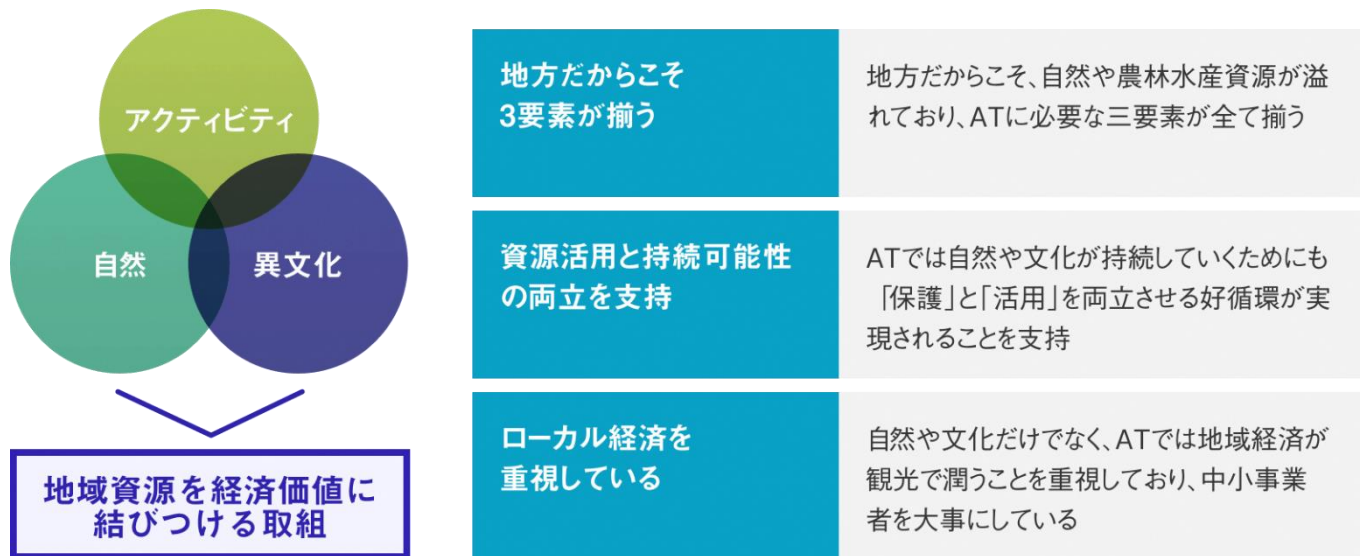 アクティビティ
自然
異文化
地域資源を経済価値に
結びつける取組
地方だからこそ
3要素が揃う
地方だからこそ、自然や農林水産資源が溢
れており、ATに必要な三要素が全て揃う
資源活用と持続可能性
の両立を支持
ATでは自然や文化が持続していくためにも
「保護」と「活用」を両立させる好循環が実
現されることを支持
ローカル経済を
重視している
自然や文化だけでなく、ATでは地域経済が
観光で潤うことを重視しており、中小事業
者を大事にしている